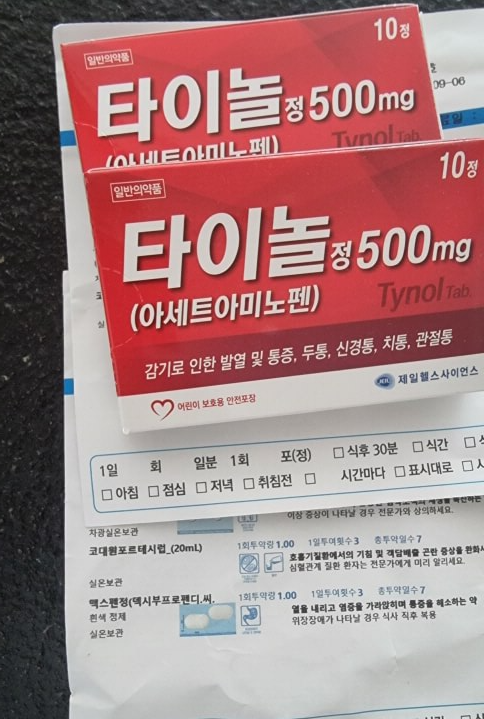 10정
일반의약품
타이놀정 500mg
(아세트아미노펜)
Tynol Tab.
09-06
10정
일반의약품
타이놀정 500mg
(아세트아미노펜)
Tynol Tab.
감기로 인한 발열 및 통증, 두통, 신경통, 치통, 관절통
어린이 보호용 안전포장
제일헬스사이언스
1일 회 일분 1회 포(정) □ 식후 30분 □ 식간 □
□ 아침 □ 점심 □ 저녁 □ 취침전 □ 시간마다 □ 표시대로 □
이상 증상이 나타날 경우 전문가와 상의하세요.
차광실온보관
코대원포르테시럽_(20mL)
1회투약량 1.00 1일투여횟수 3 총투약일수 7
호흡기질환에서의 기침 및 객담배출 곤란 증상을 완화시
심혈관계 질환 환자는 전문가에게 미리 알리세요.
실온보관
맥스펜정(덱시부프로펜디.씨.
1회투약량 1.00 1일투여횟수 3 총투약일수 7
흰색 정제
열을 내리고 염증을 가라앉히며 통증을 해소하는 약
위장장애가 나타날 경우 식사 직후 복용
실온보관